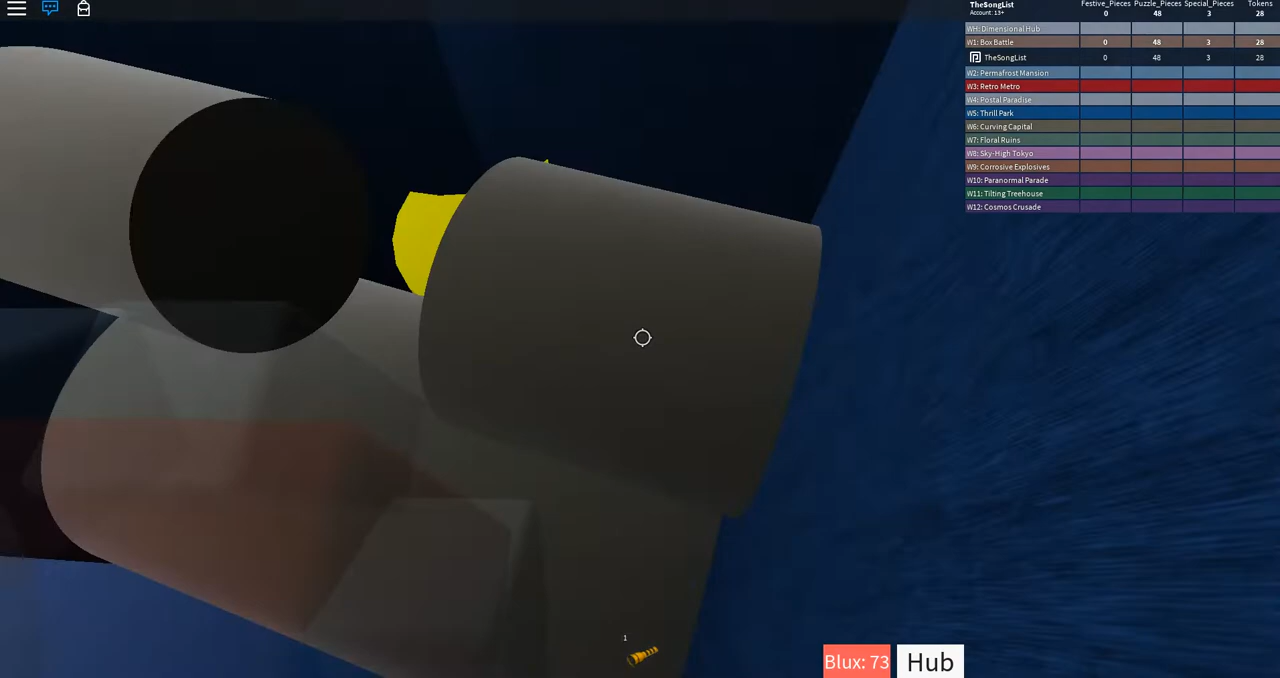 TheSongList
Account: 13+
Festive_Pieces Puzzle_Pieces Special_Pieces Tokens
0 48 3 28
WH: Dimensional Hub
W1: Box Battle 0 48 3 28
TheSongList 0 48 3 28
W2: Permafrost Mansion
W3: Retro Metro
W4: Postal Paradise
W5: Thrill Park
W6: Curving Capital
W7: Floral Ruins
W8: Sky-High Tokyo
W9: Corrosive Explosives
W10: Paranormal Parade
W11: Tilting Treehouse
W12: Cosmos Crusade
1
Blux: 73 Hub